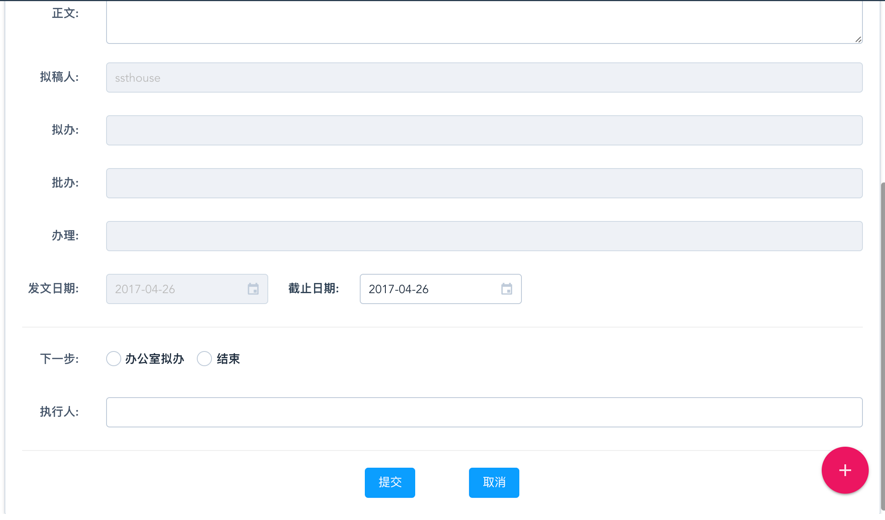 正文:
拟稿人: ssthouse
拟办:
批办:
办理:
发文日期: 2017-04-26 截止日期: 2017-04-26
下一步: 办公室拟办 结束
执行人:
提交 取消